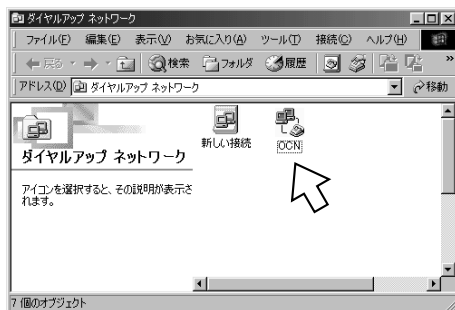 ダイヤルアップ ネットワーク
ファイル(F) 編集(E) 表示(V) お気に入り(A) ツール(T) 接続(C) ヘルプ(H)
戻る 検索 フォルダ 履歴 »
アドレス(D) ダイヤルアップ ネットワーク 移動
新しい接続 OCN
ダイヤルアップ ネットワーク
アイコンを選択すると、その説明が表示さ
れます。
7 個のオブジェクト